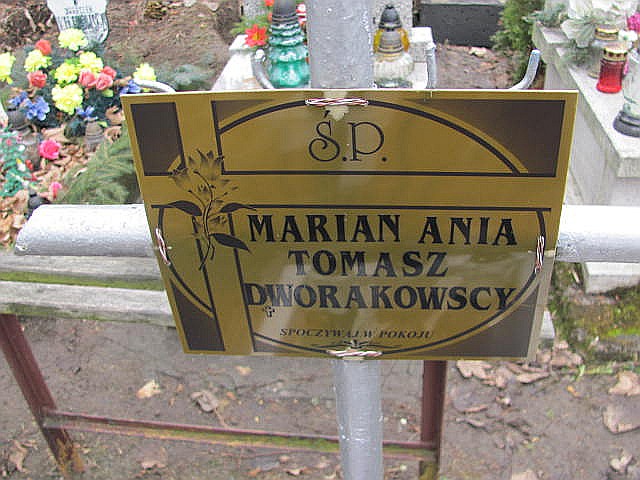 Ś.P.
MARIAN ANIA
TOMASZ
DWORAKOWSCY
SPOCZYWAJ W POKOJU